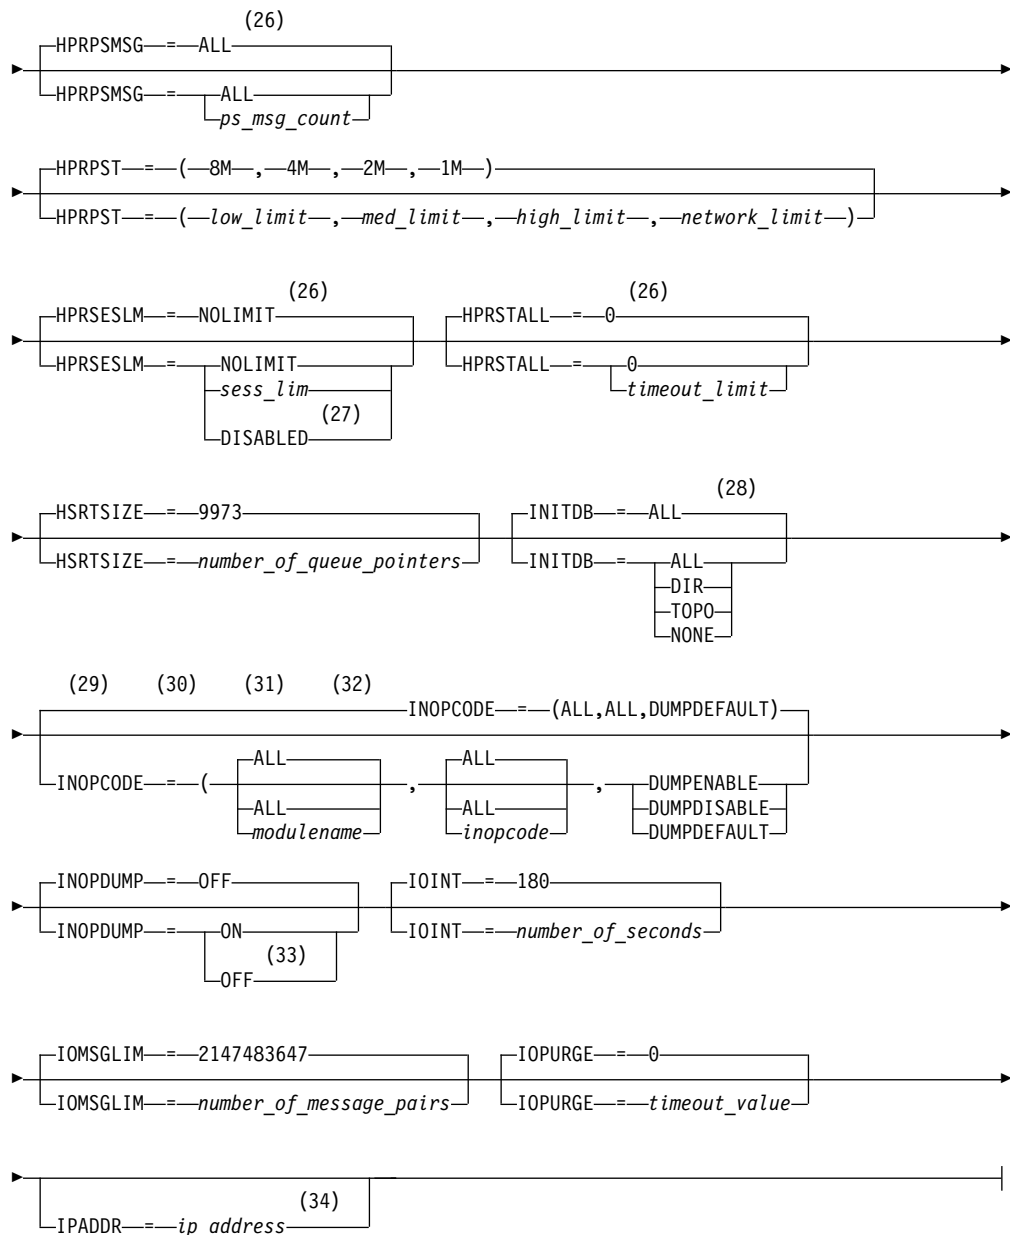 (26)
HPRPSMSG = ALL
HPRPSMSG = ALL
ps_msg_count
HPRPST = ( 8M , 4M , 2M , 1M )
HPRPST = ( low_limit , med_limit , high_limit , network_limit )
(26) (26)
HPRSESLM = NOLIMIT HPRSTALL = 0
HPRSESLM = NOLIMIT HPRSTALL = 0
sess_lim timeout_limit
(27)
DISABLED
(28)
HSRTSIZE = 9973 INITDB = ALL
HSRTSIZE = number_of_queue_pointers INITDB = ALL
DIR
TOPO
NONE
(29) (30) (31) (32)
INOPCODE = (ALL,ALL,DUMPDEFAULT)
ALL ALL
INOPCODE = ( ALL , ALL , DUMPENABLE
modulename inopcode DUMPDISABLE
DUMPDEFAULT
INOPDUMP = OFF IOINT = 180
INOPDUMP = ON IOINT = number_of_seconds
(33)
OFF
IOMSGLIM = 2147483647 IOPURGE = 0
IOMSGLIM = number_of_message_pairs IOPURGE = timeout_value
(34)
IPADDR = ip_address